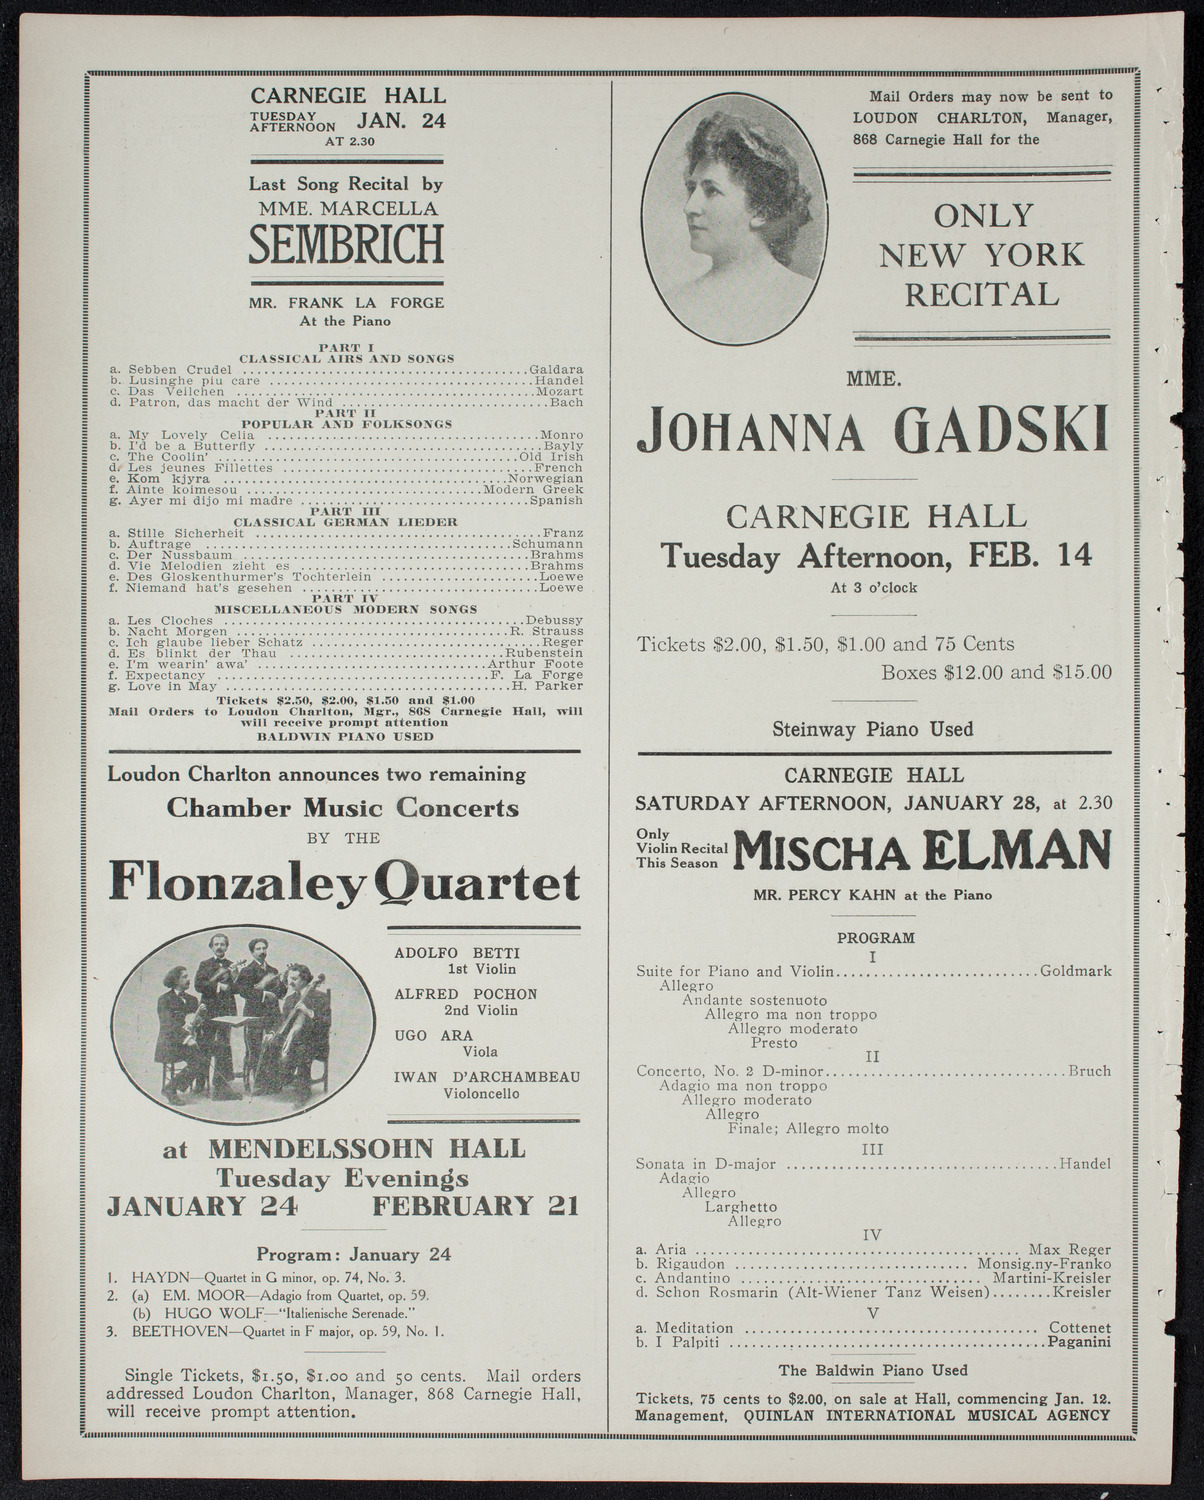 CARNEGIE HALL
TUESDAY
AFTERNOON JAN. 24
AT 2.30
Last Song Recital by
MME. MARCELLA
SEMBRICH
MR. FRANK LA FORGE
At the Piano
PART I
CLASSICAL AIRS AND SONGS
a. Sebben Crudel ....................................Galdara
b. Lusinghe piu care .................................Handel
c. Das Veilchen .......................................Mozart
d. Patron, das macht der Wind ..........................Bach
PART II
POPULAR AND FOLKSONGS
a. My Lovely Celia ....................................Monro
b. I'd be a Butterfly ...................................Bayly
c. The Coolin' ........................................Old Irish
d. Les jeunes Fillettes ................................French
e. Kom kjyra .......................................Norwegian
f. Ainte koimesou ..............................Modern Greek
g. Ayer mi dijo mi madre .............................Spanish
PART III
CLASSICAL GERMAN LIEDER
a. Stille Sicherheit .....................................Franz
b. Auftrage ........................................Schumann
c. Der Nussbaum .....................................Brahms
d. Vie Melodien zieht es ..............................Brahms
e. Des Gloskenthurmer's Tochterlein ....................Loewe
f. Niemand hat's gesehen ..............................Loewe
PART IV
MISCELLANEOUS MODERN SONGS
a. Les Cloches .......................................Debussy
b. Nacht Morgen ...................................R. Strauss
c. Ich glaube lieber Schatz .............................Reger
d. Es blinkt der Thau ............................Rubenstein
e. I'm wearin' awa' .............................Arthur Foote
f. Expectancy ....................................F. La Forge
g. Love in May ....................................H. Parker
Tickets $2.50, $2.00, $1.50 and $1.00
Mail Orders to Loudon Charlton, Mgr., 868 Carnegie Hall, will
will receive prompt attention
BALDWIN PIANO USED
Loudon Charlton announces two remaining
Chamber Music Concerts
BY THE
Flonzaley Quartet
ADOLFO BETTI
1st Violin
ALFRED POCHON
2nd Violin
UGO ARA
Viola
IWAN D'ARCHAMBEAU
Violoncello
at MENDELSSOHN HALL
Tuesday Evenings
JANUARY 24 FEBRUARY 21
Program: January 24
1. HAYDN—Quartet in G minor, op. 74, No. 3.
2. (a) EM. MOOR—Adagio from Quartet, op. 59.
(b) HUGO WOLF—"Italienische Serenade."
3. BEETHOVEN—Quartet in F major, op. 59, No. 1.
Single Tickets, $1.50, $1.00 and 50 cents. Mail orders
addressed Loudon Charlton, Manager, 868 Carnegie Hall,
will receive prompt attention.
Mail Orders may now be sent to
LOUDON CHARLTON, Manager,
868 Carnegie Hall for the
ONLY
NEW YORK
RECITAL
MME.
JOHANNA GADSKI
CARNEGIE HALL
Tuesday Afternoon, FEB. 14
At 3 o'clock
Tickets $2.00, $1.50, $1.00 and 75 Cents
Boxes $12.00 and $15.00
Steinway Piano Used
CARNEGIE HALL
SATURDAY AFTERNOON, JANUARY 28, at 2.30
Only
Violin Recital
This Season MISCHA ELMAN
MR. PERCY KAHN at the Piano
PROGRAM
I
Suite for Piano and Violin...........................Goldmark
Allegro
Andante sostenuto
Allegro ma non troppo
Allegro moderato
Presto
II
Concerto, No. 2 D-minor................................Bruch
Adagio ma non troppo
Allegro moderato
Allegro
Finale; Allegro molto
III
Sonata in D-major ....................................Handel
Adagio
Allegro
Larghetto
Allegro
IV
a. Aria ........................................... Max Reger
b. Rigaudon ............................... Monsig.ny-Franko
c. Andantino ................................ Martini-Kreisler
d. Schon Rosmarin (Alt-Wiener Tanz Weisen)........Kreisler
V
a. Meditation ....................................... Cottenet
b. I Palpiti ..........................................Paganini
The Baldwin Piano Used
Tickets, 75 cents to $2.00, on sale at Hall, commencing Jan. 12.
Management, QUINLAN INTERNATIONAL MUSICAL AGENCY